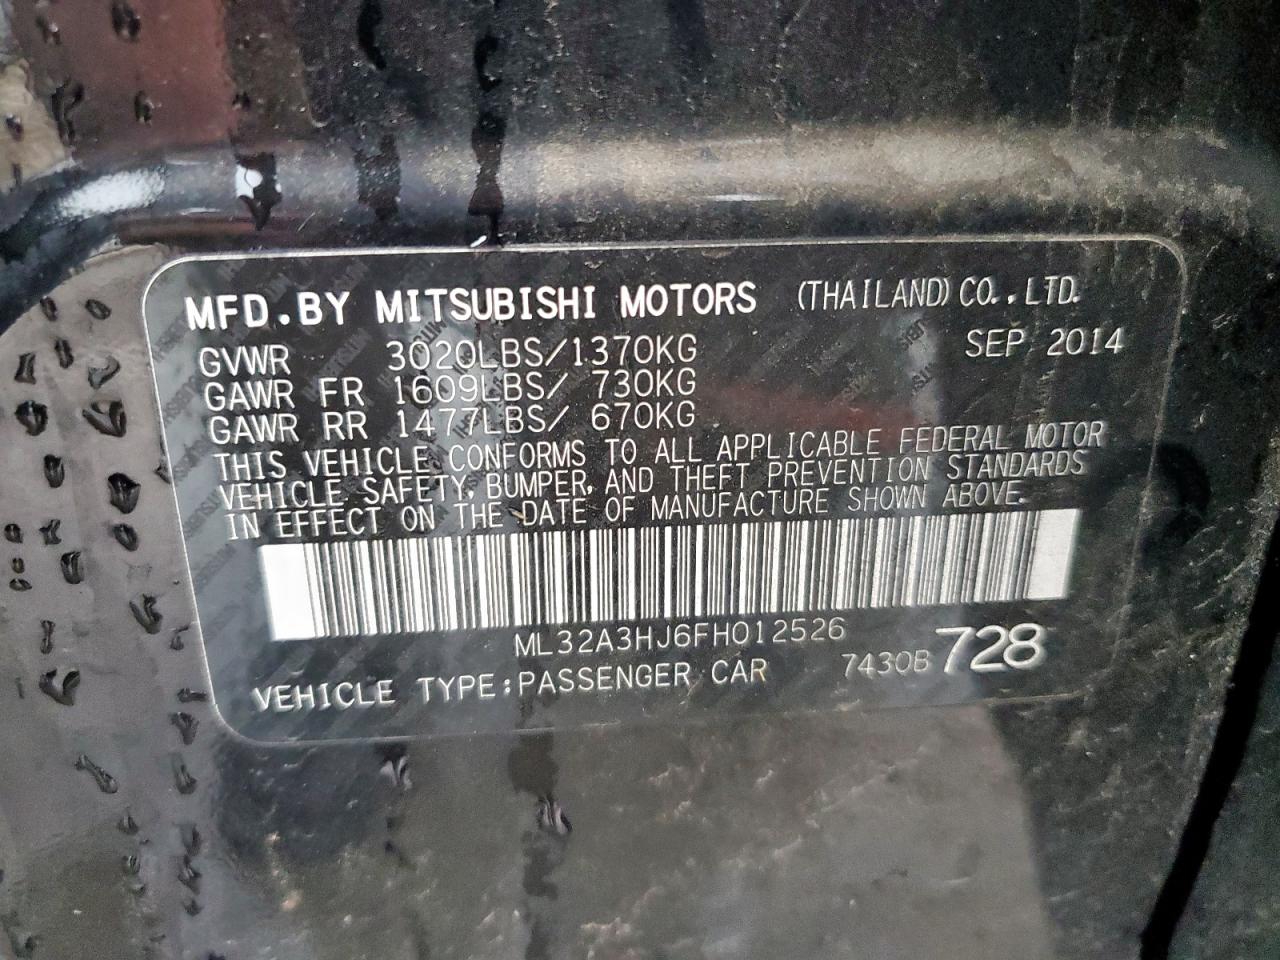 MFD.BY MITSUBISHI MOTORS (THAILAND) CO.,LTD.
GVWR 3020LBS/1370KG SEP 2014
GAWR FR 1609LBS/ 730KG
GAWR RR 1477LBS/ 670KG
THIS VEHICLE CONFORMS TO ALL APPLICABLE FEDERAL MOTOR
VEHICLE SAFETY, BUMPER, AND THEFT PREVENTION STANDARDS
IN EFFECT ON THE DATE OF MANUFACTURE SHOWN ABOVE.
ML32A3HJ6FH012526
VEHICLE TYPE:PASSENGER CAR 7430B 728